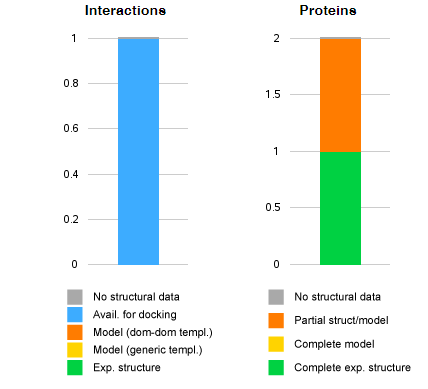 Interactions
1
0.8
0.6
0.4
0.2
0
No structural data
Avail. for docking
Model (dom-dom templ.)
Model (generic templ.)
Exp. structure
Proteins
2
1.5
1
0.5
0
No structural data
Partial struct/model
Complete model
Complete exp. structure